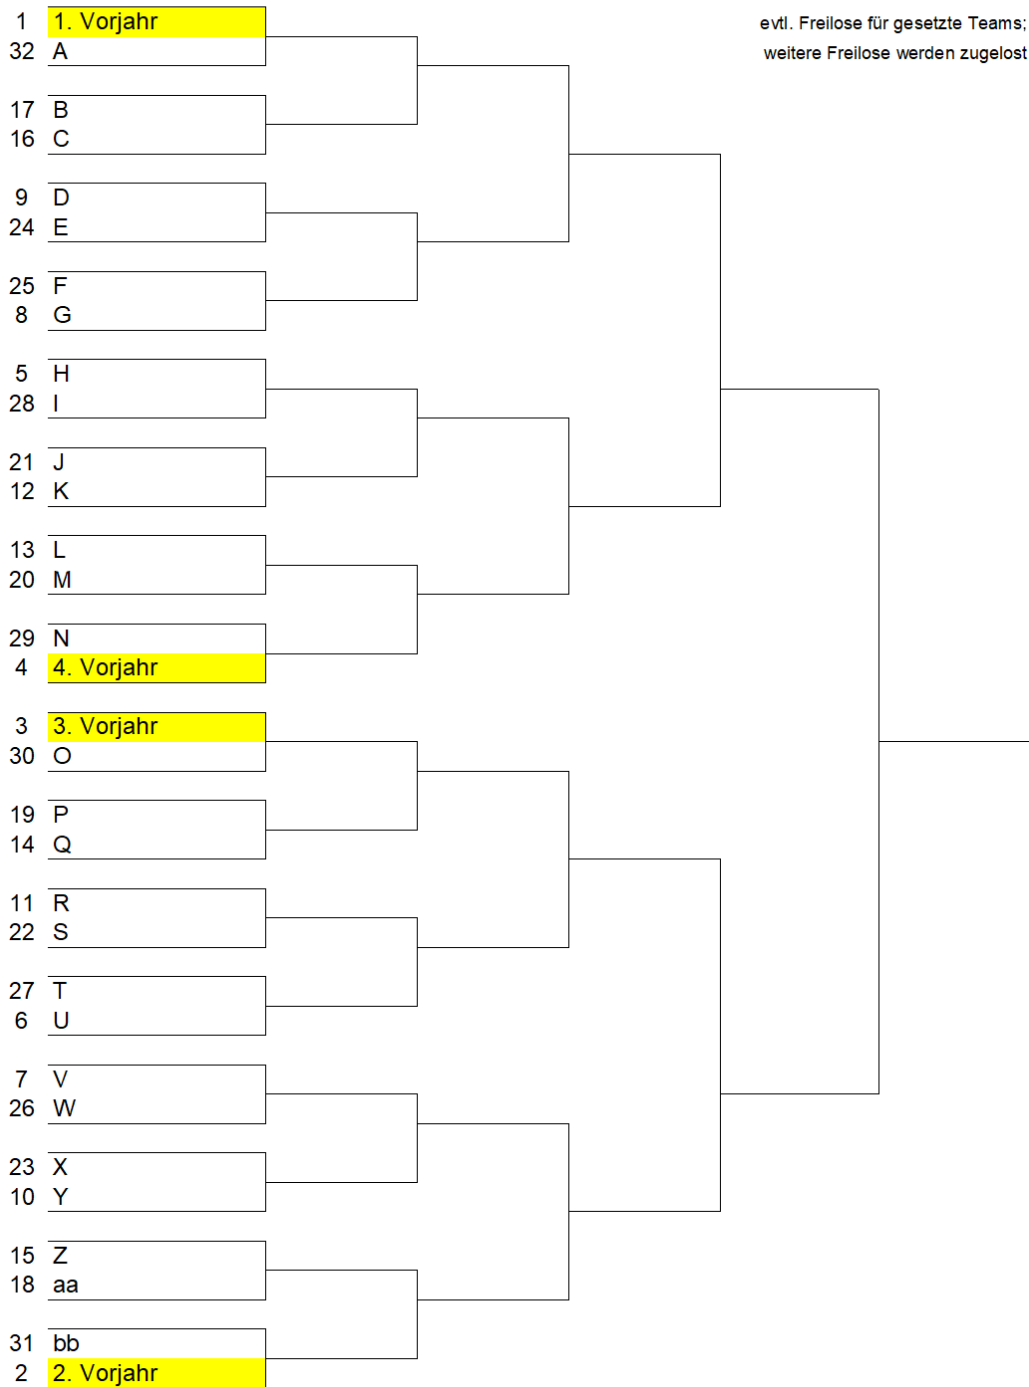 1 1. Vorjahr
evtl. Freilose für gesetzte Teams;
32 A
weitere Freilose werden zugelost
17 B
16 C
9 D
24 E
25 F
8 G
5 H
28 I
21 J
12 K
13 L
20 M
29 N
4 4. Vorjahr
3 3. Vorjahr
30 O
19 P
14 Q
11 R
22 S
27 T
6 U
7 V
26 W
23 X
10 Y
15 Z
18 aa
31 bb
2 2. Vorjahr